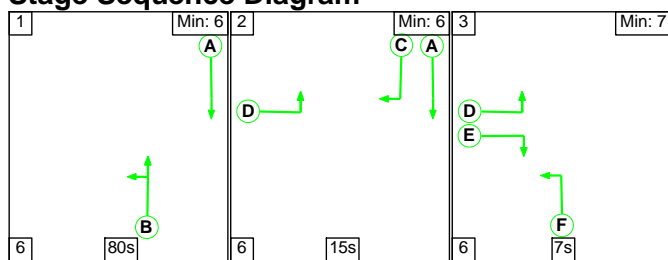 Stage Sequence Diagram
1 Min: 6 2 Min: 6 3 Min: 7
A C A
D D
E
B F
6 80s 6 15s 6 7s